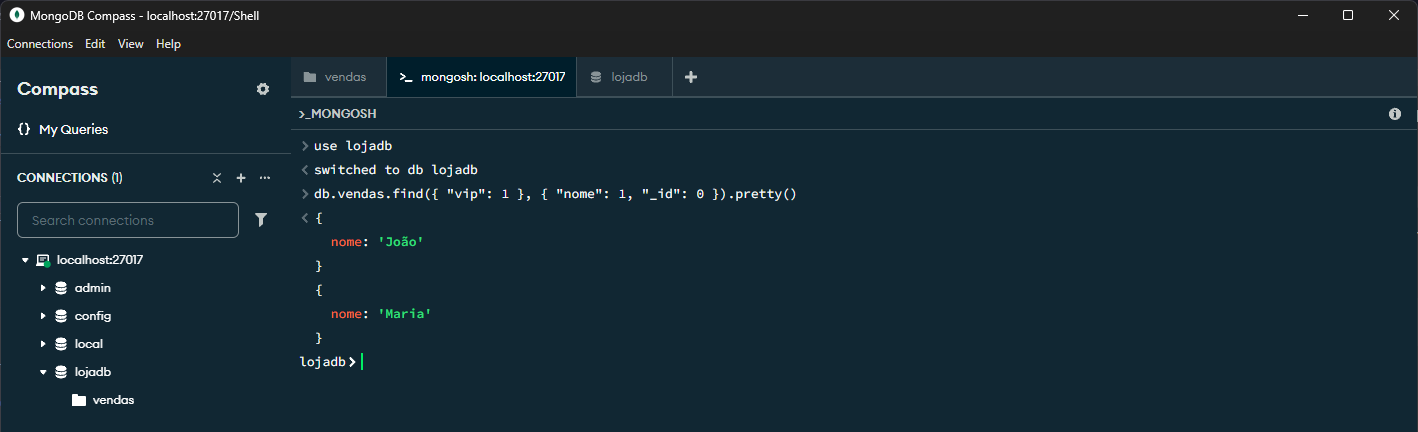 MongoDB Compass - localhost:27017/Shell
Connections Edit View Help
Compass
{} My Queries
CONNECTIONS (1)
Search connections
localhost:27017
admin
config
local
lojadb
vendas
vendas
>_ mongosh: localhost:27017
lojadb
>_MONGOSH
> use lojadb
< switched to db lojadb
> db.vendas.find({ "vip": 1 }, { "nome": 1, "_id": 0 }).pretty()
< {
nome: 'João'
}
{
nome: 'Maria'
}
lojadb>